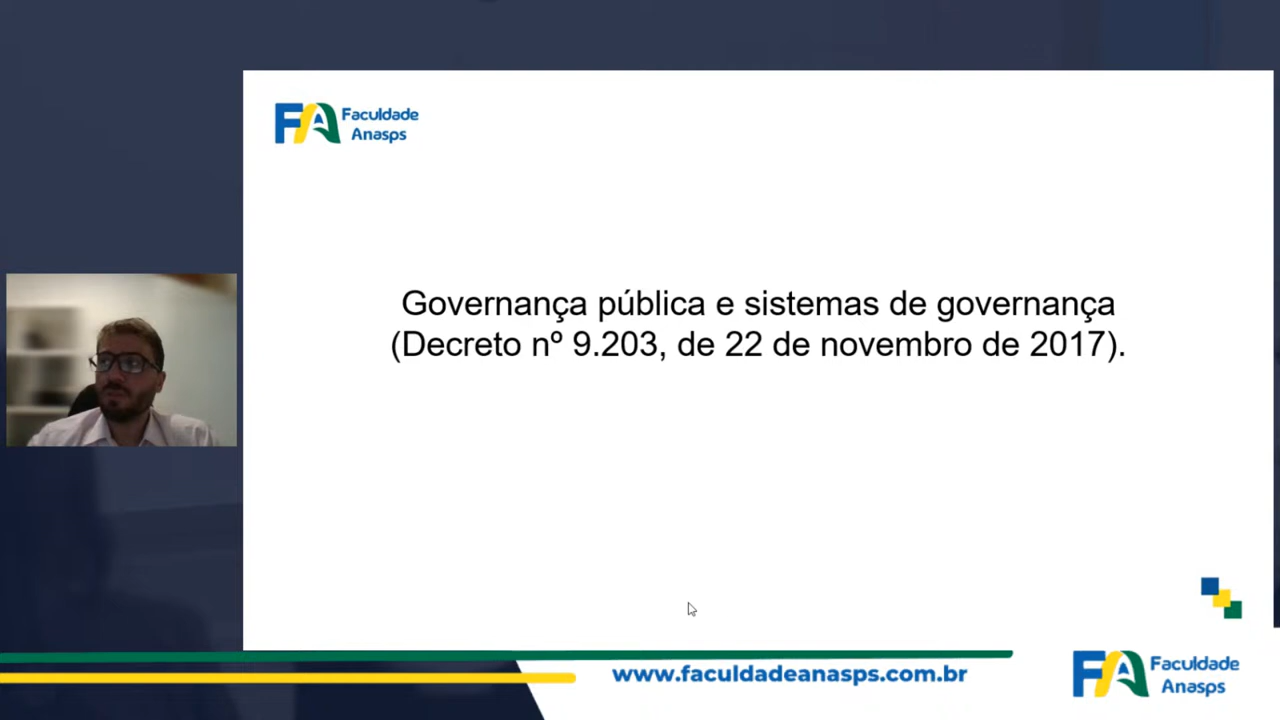 Faculdade
Anasps
Governança pública e sistemas de governança
(Decreto nº 9.203, de 22 de novembro de 2017).
www.faculdadeanasps.com.br
Faculdade
Anasps